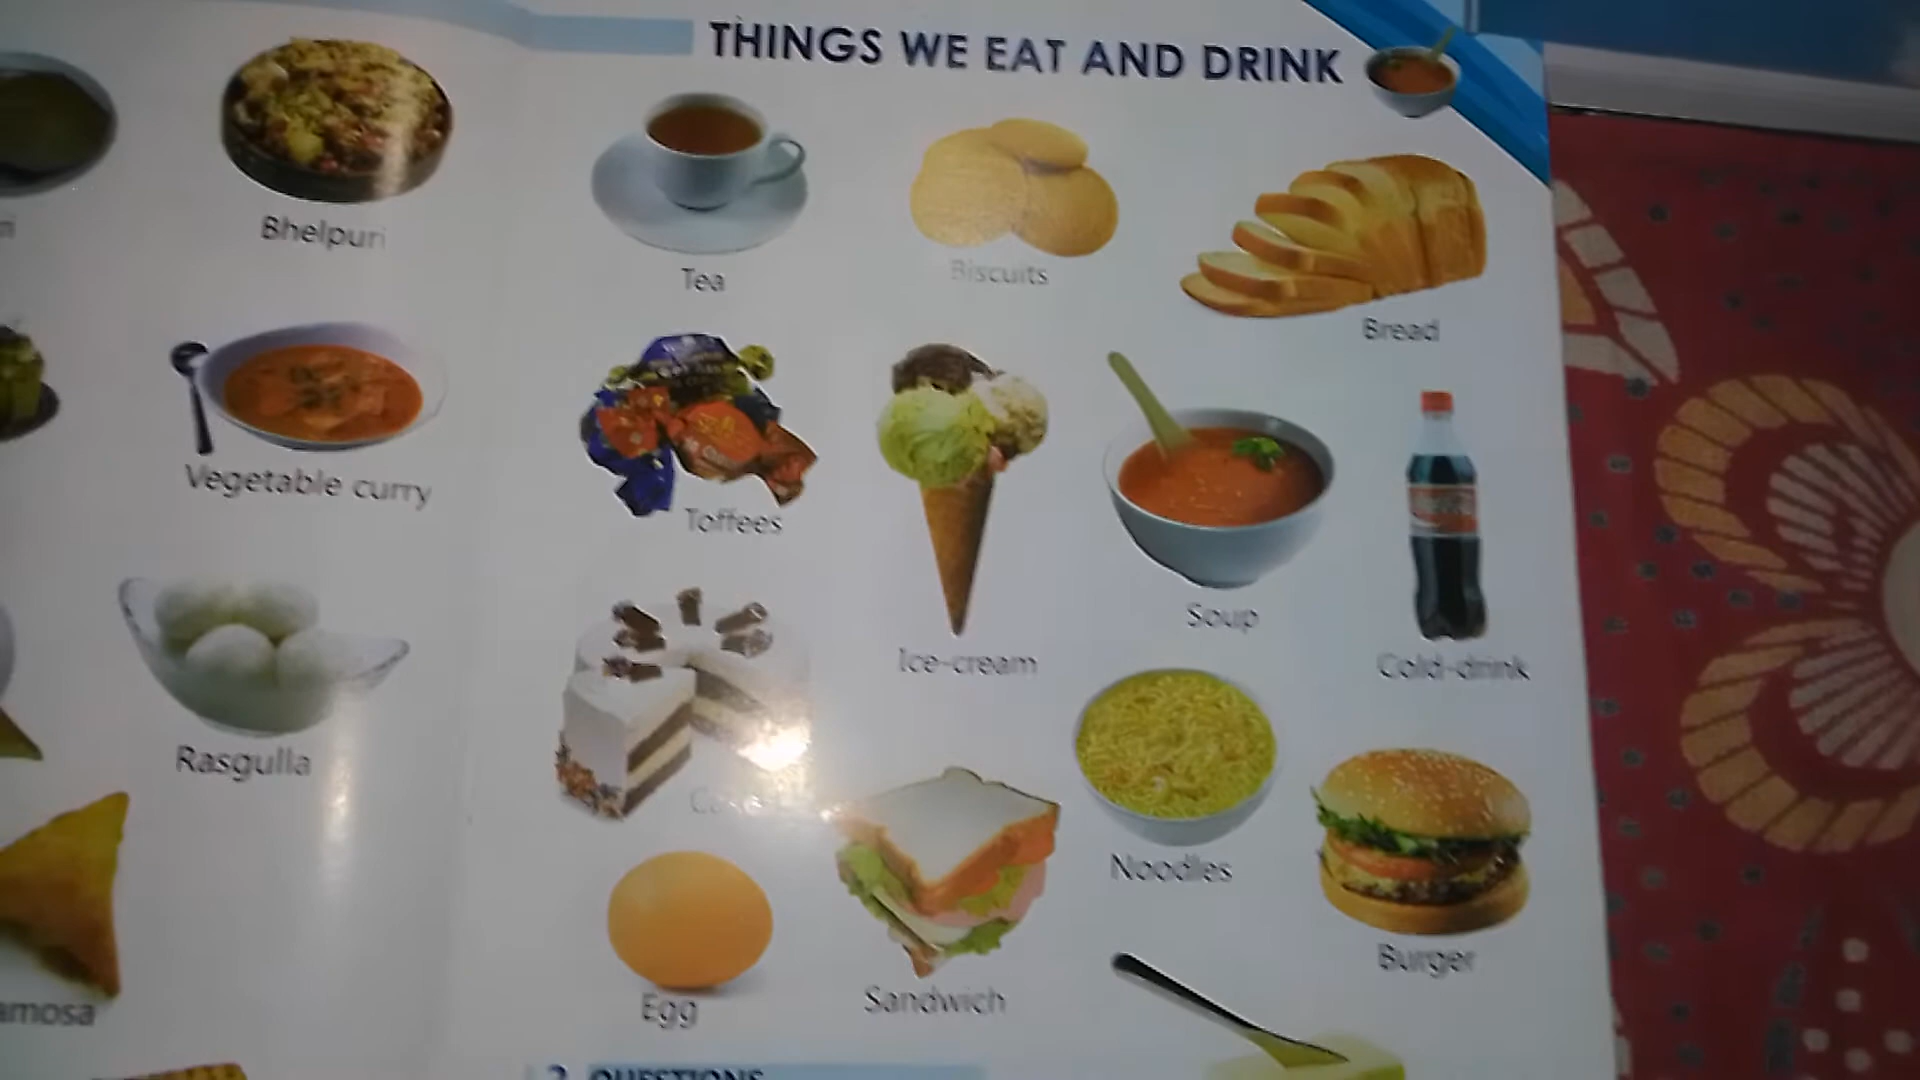 THINGS WE EAT AND DRINK
Bhelpuri
Tea
Biscuits
Bread
Vegetable curry
Toffees
Ice-cream
Soup
Cold-drink
Rasgulla
Noodles
Burger
amosa
Egg
Sandwich
QUESTIONS